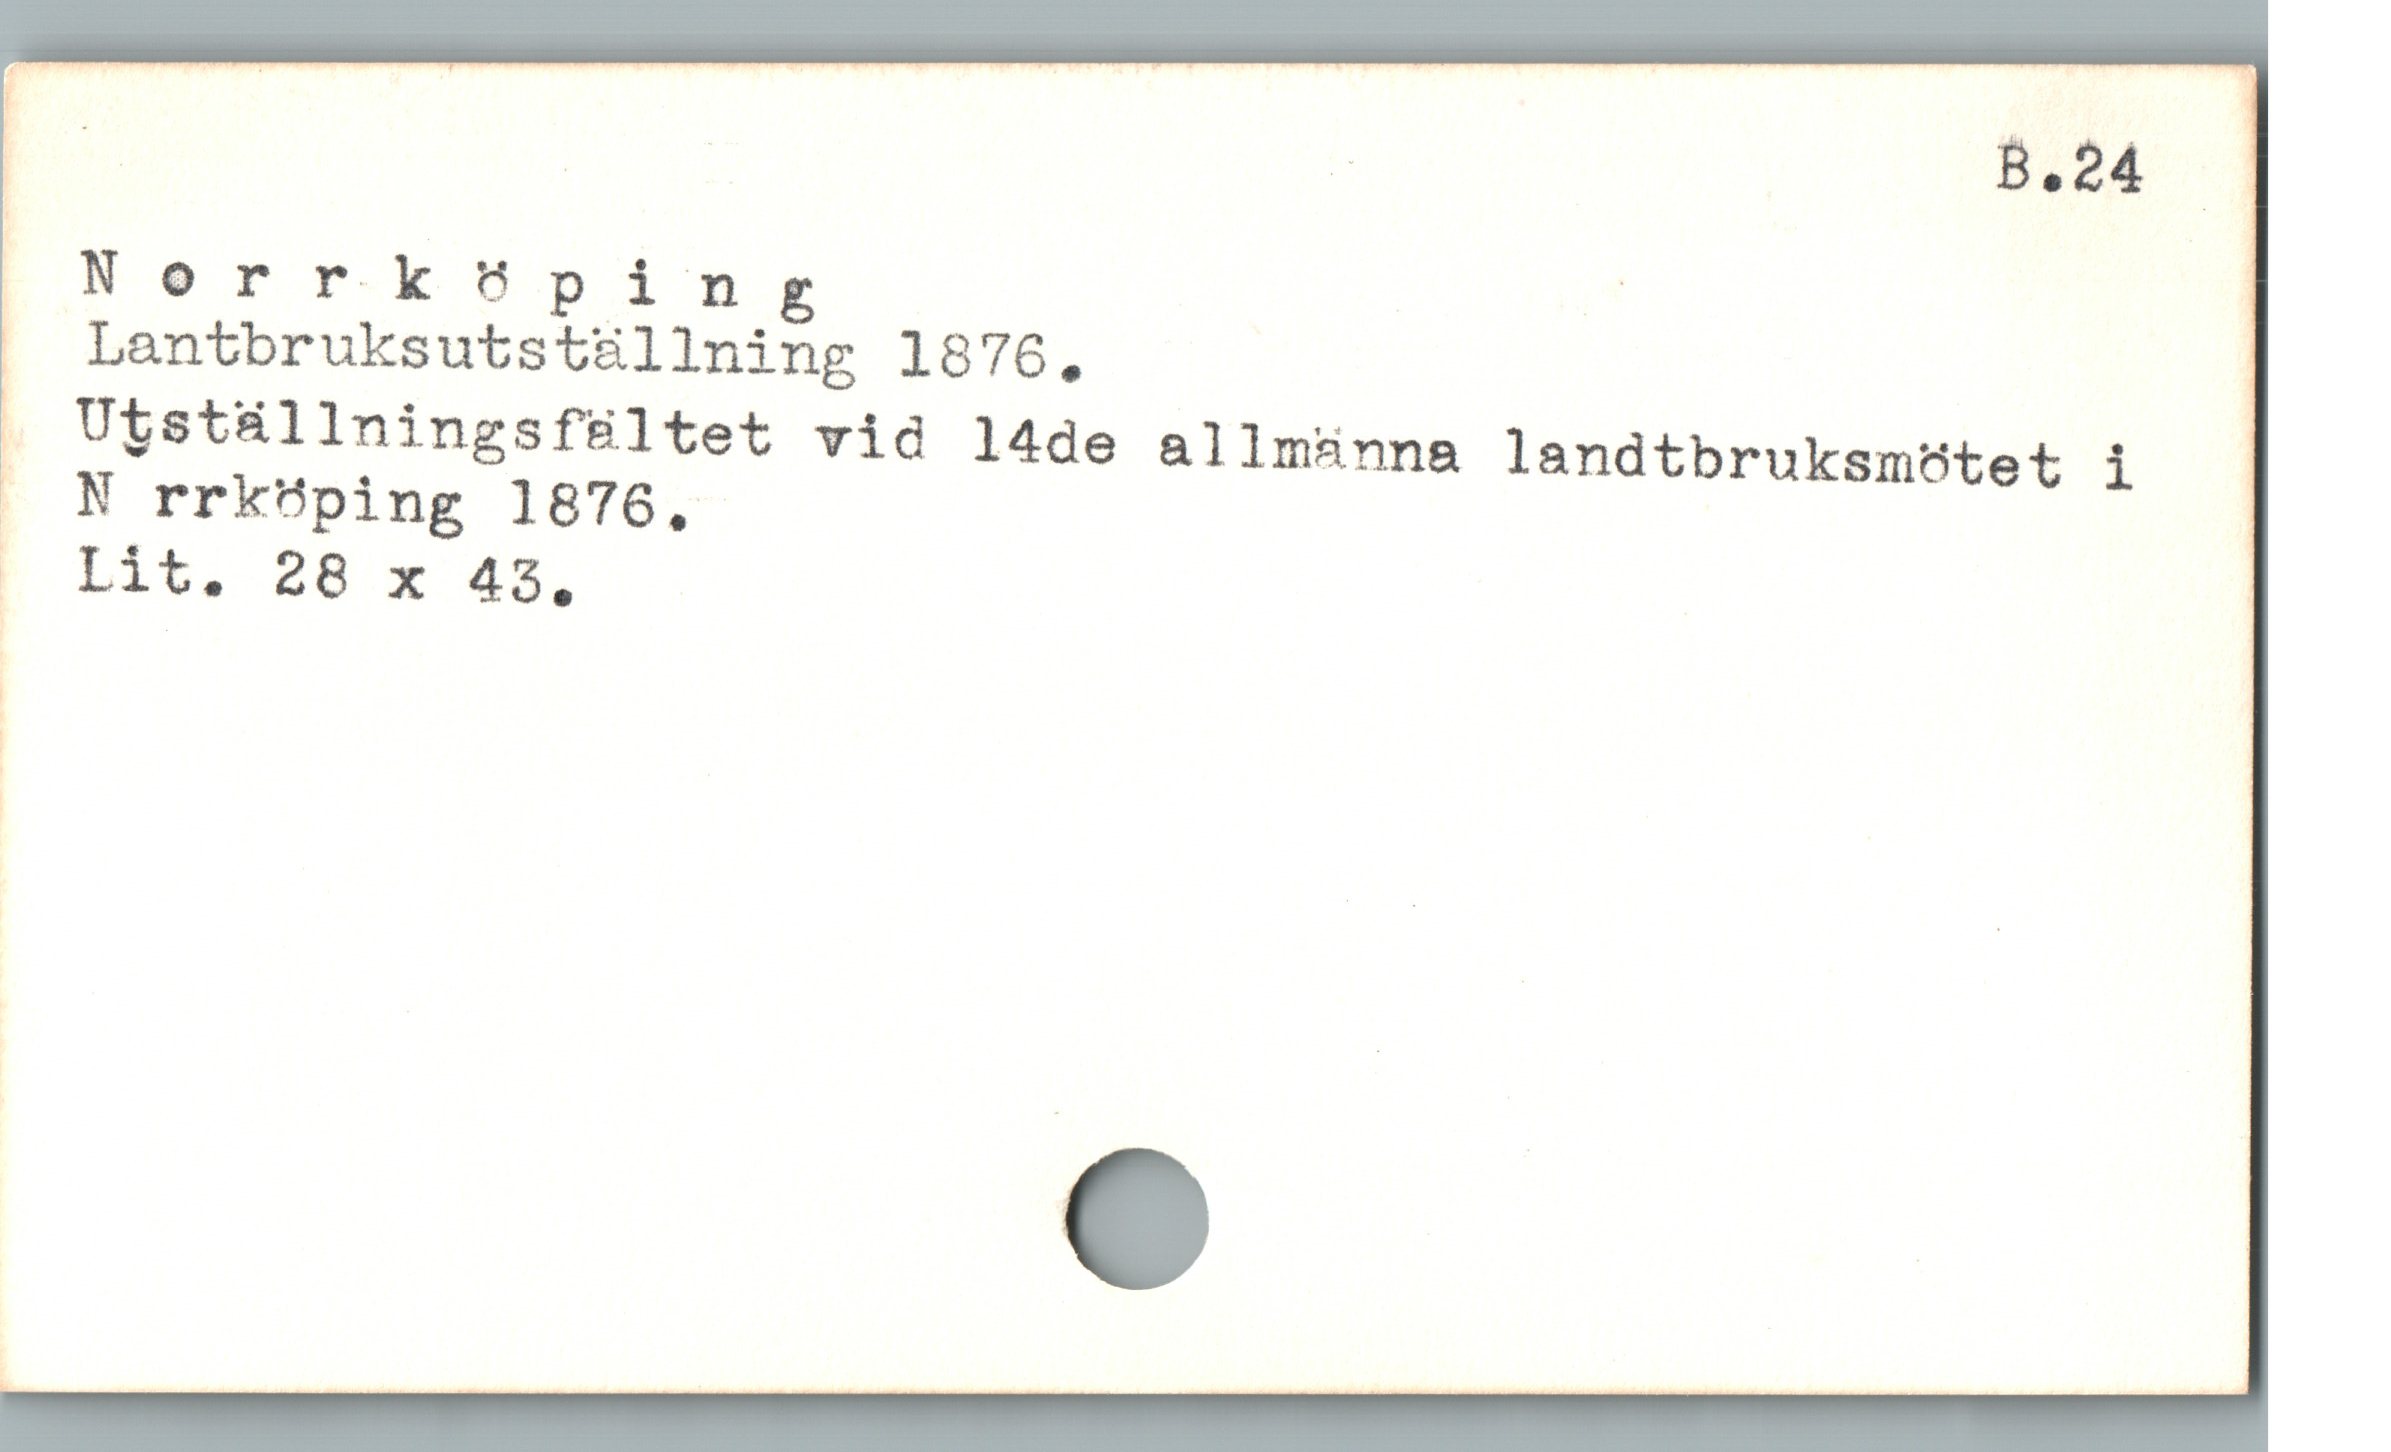 B.24
N o r r k ö p i n g
Lantbruksutställning 1876.
Utställningsfältet vid 14de allmänna landtbruksmötet i
N rrköping 1876.
Lit. 28 x 43.